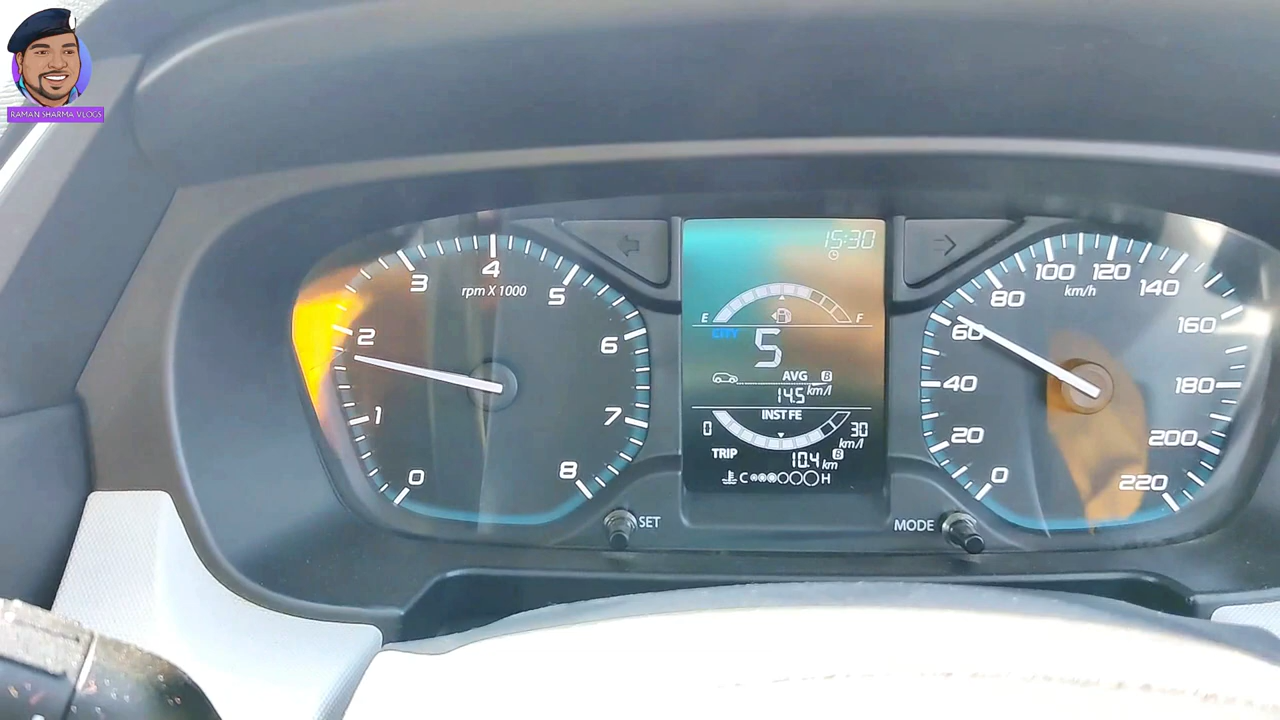 RAMAN SHARMA VLOGS
15:30
0 1 2 3 4 5 6 7 8
rpm X 1000
E F
CITY
5
AVG B
14.5 km/l
INST FE
0 30
km/l
TRIP 10.4 km B
C H
0 20 40 60 80 100 120 140 160 180 200 220
km/h
SET
MODE